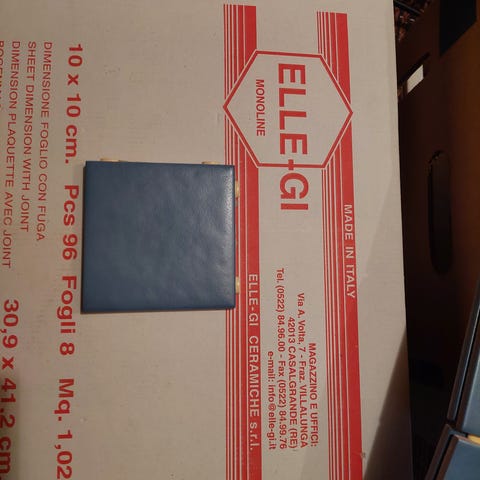 ELLE+GI
MONOLINE
MADE IN ITALY
10 x 10 cm. Pcs 96 Fogli 8 Mq. 1,02
DIMENSIONE FOGLIO CON FUGA
SHEET DIMENSION WITH JOINT
DIMENSION PLAQUETTE AVEC JOINT
30,9 x 41,2 cm
ELLE-GI CERAMICHE s.r.l.
MAGAZZINO E UFFICI:
Via A. Volta, 7 - Fraz. VILLALUNGA
42013 CASALGRANDE (RE)
Tel. (0522) 84.96.00 - Fax (0522) 84.99.76
e-mail: info@elle-gi.it